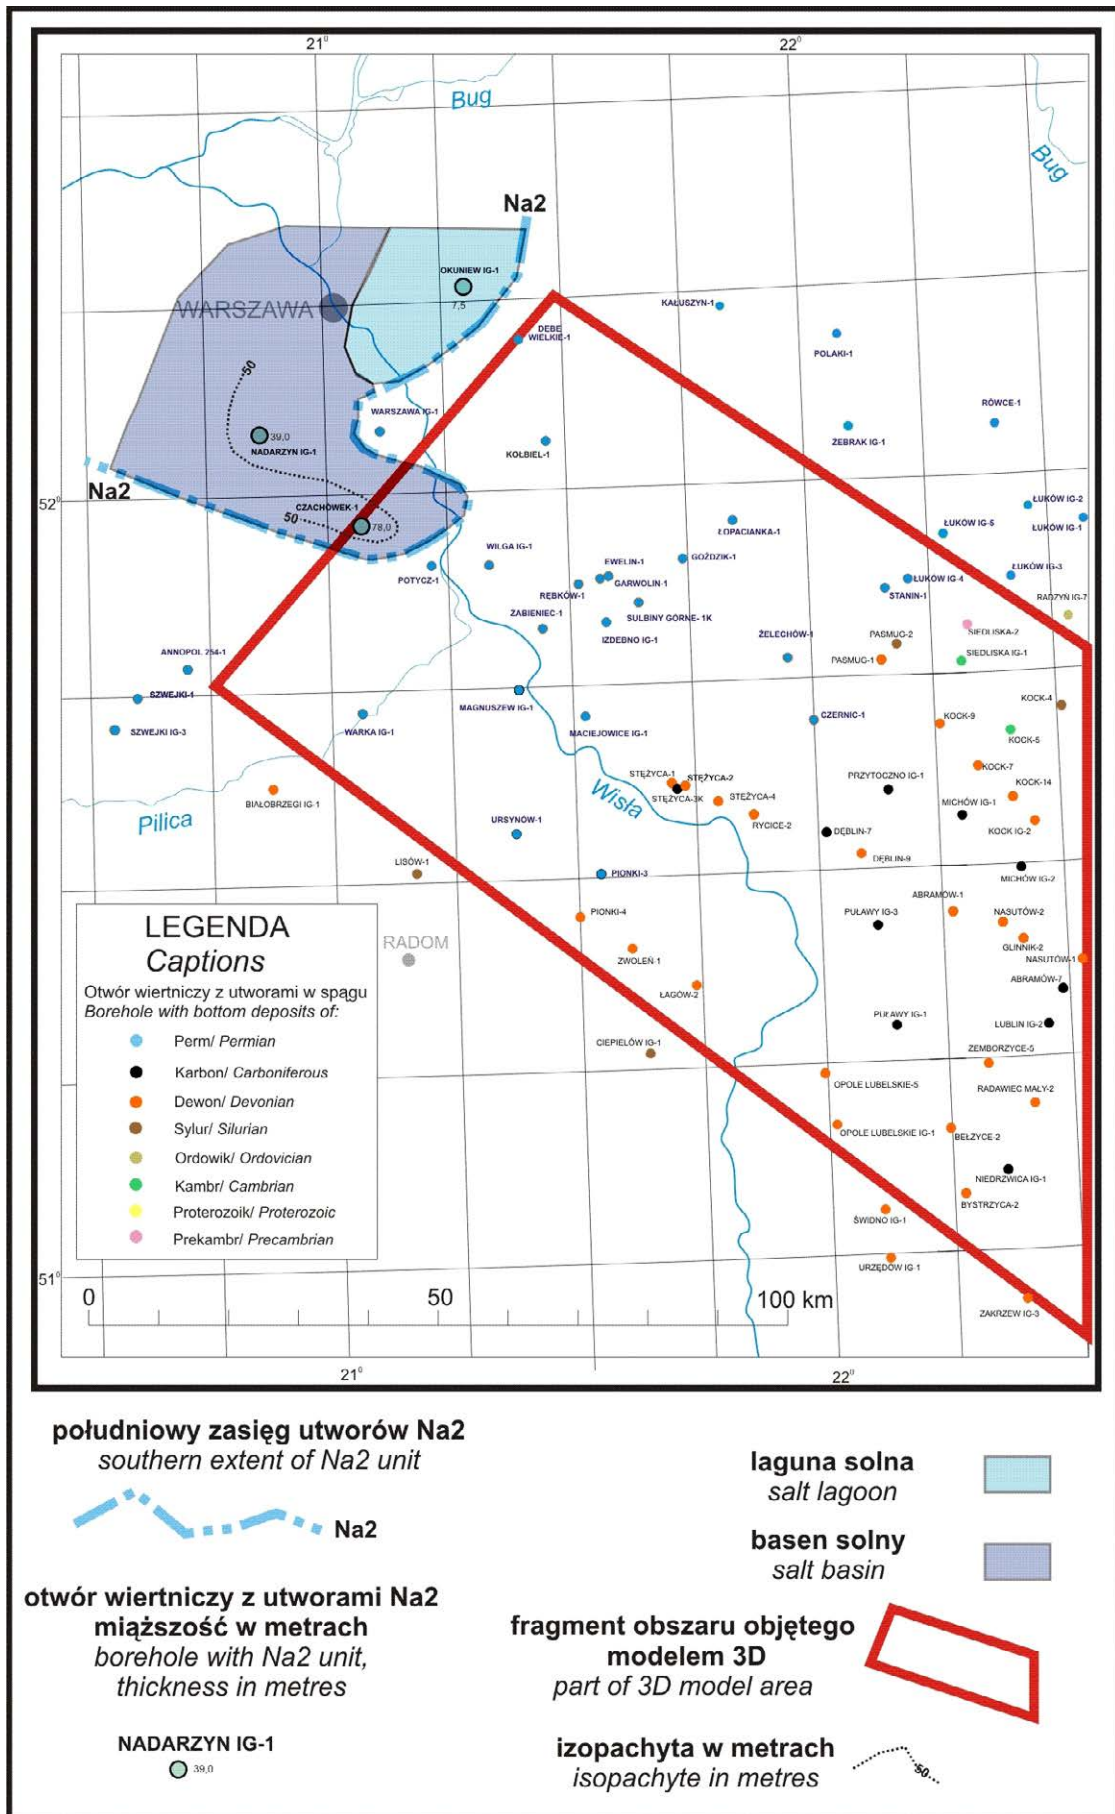 21⁰
22⁰
Bug
Bug
Na2
OKUNIEW IG-1
7,5
WARSZAWA
KAŁUSZYN-1
DEBE
WIELKIE-1
POLAKI-1
50
WARSZAWA IG-1
RÓWCE-1
39,0
NADARZYN IG-1
KOŁBIEL-1
ŻEBRAK IG-1
Na2
52⁰
CZACHÓWEK-1
50
78,0
ŁUKÓW IG-2
ŁUKÓW IG-5
ŁUKÓW IG-1
ŁOPACIANKA-1
WILGA IG-1
GOŹDZIK-1
EWELIN-1
POTYCZ-1
GARWOLIN-1
RĘBKÓW-1
ŁUKÓW IG-3
ŁUKÓW IG-4
STANIN-1
RADZYŃ IG-7
ŻABIENIEC-1
SULBINY GÓRNE- 1K
IZDEBNO IG-1
ŻELECHÓW-1
PASMUG-2
SIEDLISKA-2
ANNOPOL 254-1
PASMUG-1
SIEDLISKA IG-1
SZWEJKI-1
KOCK-4
MAGNUSZEW IG-1
SZWEJKI IG-3
WARKA IG-1
MACIEJOWICE IG-1
CZERNIC-1
KOCK-9
KOCK-5
KOCK-7
STĘŻYCA-1
STĘŻYCA-2
PRZYTOCZNO IG-1
KOCK-14
STĘŻYCA-3K
STĘŻYCA-4
BIAŁOBRZEGI IG-1
Wisła
MICHÓW IG-1
Pilica
URSYNÓW-1
RYCICE-2
DĘBLIN-7
KOCK IG-2
LISÓW-1
DĘBLIN-9
PIONKI-3
MICHÓW IG-2
ABRAMÓW-1
PIONKI-4
PUŁAWY IG-3
NASUTÓW-2
RADOM
GLINNIK-2
ZWOLEŃ-1
NASUTÓW-1
ABRAMÓW-7
ŁAGÓW-2
PUŁAWY IG-1
LUBLIN IG-2
CIEPIELÓW IG-1
ZEMBORZYCE-5
OPOLE LUBELSKIE-5
RADAWIEC MAŁY-2
OPOLE LUBELSKIE IG-1
BEŁŻYCE-2
NIEDRZWICA IG-1
BYSTRZYCA-2
ŚWIDNO IG-1
URZĘDÓW IG-1
ZAKRZEW IG-3
LEGENDA
Captions
Otwór wiertniczy z utworami w spągu
Borehole with bottom deposits of:
Perm/ Permian
Karbon/ Carboniferous
Dewon/ Devonian
Sylur/ Silurian
Ordowik/ Ordovician
Kambr/ Cambrian
Proterozoik/ Proterozoic
Prekambr/ Precambrian
51⁰
0 50 100 km
21⁰
22⁰
południowy zasięg utworów Na2
southern extent of Na2 unit
Na2
otwór wiertniczy z utworami Na2
miąższość w metrach
borehole with Na2 unit,
thickness in metres
NADARZYN IG-1
39,0
laguna solna
salt lagoon
basen solny
salt basin
fragment obszaru objętego
modelem 3D
part of 3D model area
izopachyta w metrach
isopachyte in metres
50